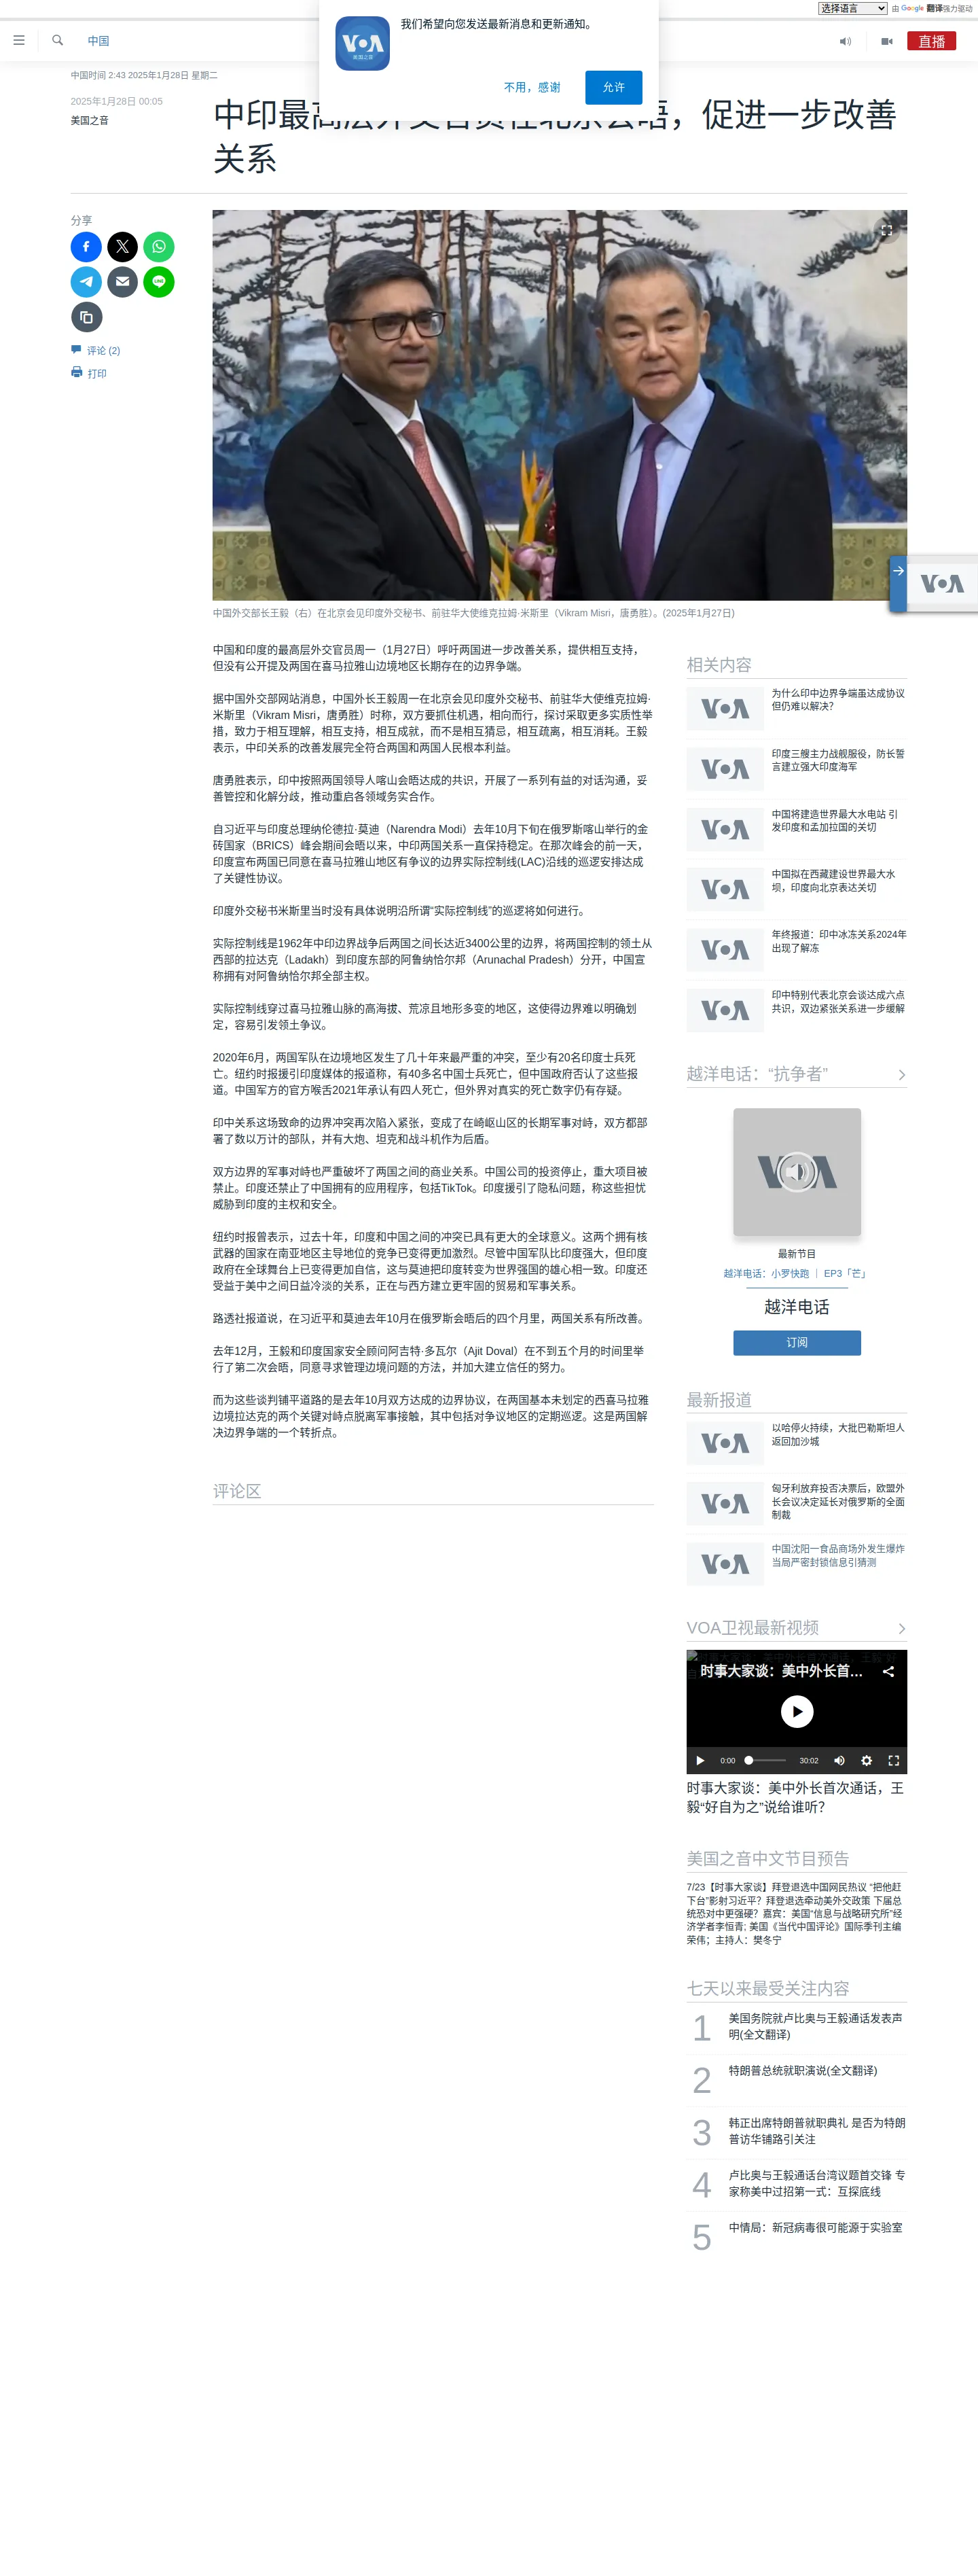 选择语言
由 Google 翻译强力驱动
我们希望向您发送最新消息和更新通知。
VOA
美国之音
不用，感谢
允许
中国
直播
中国时间 2:43 2025年1月28日 星期二
2025年1月28日 00:05
美国之音
中印最高层外交官员在北京会晤，促进一步改善
关系
分享
LINE
评论 (2)
打印
VOA
中国外交部长王毅（右）在北京会见印度外交秘书、前驻华大使维克拉姆·米斯里（Vikram Misri，唐勇胜）。(2025年1月27日)
中国和印度的最高层外交官员周一（1月27日）呼吁两国进一步改善关系，提供相互支持，
但没有公开提及两国在喜马拉雅山边境地区长期存在的边界争端。
据中国外交部网站消息，中国外长王毅周一在北京会见印度外交秘书、前驻华大使维克拉姆·
米斯里（Vikram Misri，唐勇胜）时称，双方要抓住机遇，相向而行，探讨采取更多实质性举
措，致力于相互理解，相互支持，相互成就，而不是相互猜忌，相互疏离，相互消耗。王毅
表示，中印关系的改善发展完全符合两国和两国人民根本利益。
唐勇胜表示，印中按照两国领导人喀山会晤达成的共识，开展了一系列有益的对话沟通，妥
善管控和化解分歧，推动重启各领域务实合作。
自习近平与印度总理纳伦德拉·莫迪（Narendra Modi）去年10月下旬在俄罗斯喀山举行的金
砖国家（BRICS）峰会期间会晤以来，中印两国关系一直保持稳定。在那次峰会的前一天，
印度宣布两国已同意在喜马拉雅山地区有争议的边界实际控制线(LAC)沿线的巡逻安排达成
了关键性协议。
印度外交秘书米斯里当时没有具体说明沿所谓“实际控制线”的巡逻将如何进行。
实际控制线是1962年中印边界战争后两国之间长达近3400公里的边界，将两国控制的领土从
西部的拉达克（Ladakh）到印度东部的阿鲁纳恰尔邦（Arunachal Pradesh）分开，中国宣
称拥有对阿鲁纳恰尔邦全部主权。
实际控制线穿过喜马拉雅山脉的高海拔、荒凉且地形多变的地区，这使得边界难以明确划
定，容易引发领土争议。
2020年6月，两国军队在边境地区发生了几十年来最严重的冲突，至少有20名印度士兵死
亡。纽约时报援引印度媒体的报道称，有40多名中国士兵死亡，但中国政府否认了这些报
道。中国军方的官方喉舌2021年承认有四人死亡，但外界对真实的死亡数字仍有存疑。
印中关系这场致命的边界冲突再次陷入紧张，变成了在崎岖山区的长期军事对峙，双方都部
署了数以万计的部队，并有大炮、坦克和战斗机作为后盾。
双方边界的军事对峙也严重破坏了两国之间的商业关系。中国公司的投资停止，重大项目被
禁止。印度还禁止了中国拥有的应用程序，包括TikTok。印度援引了隐私问题，称这些担忧
威胁到印度的主权和安全。
纽约时报曾表示，过去十年，印度和中国之间的冲突已具有更大的全球意义。这两个拥有核
武器的国家在南亚地区主导地位的竞争已变得更加激烈。尽管中国军队比印度强大，但印度
政府在全球舞台上已变得更加自信，这与莫迪把印度转变为世界强国的雄心相一致。印度还
受益于美中之间日益冷淡的关系，正在与西方建立更牢固的贸易和军事关系。
路透社报道说，在习近平和莫迪去年10月在俄罗斯会晤后的四个月里，两国关系有所改善。
去年12月，王毅和印度国家安全顾问阿吉特·多瓦尔（Ajit Doval）在不到五个月的时间里举
行了第二次会晤，同意寻求管理边境问题的方法，并加大建立信任的努力。
而为这些谈判铺平道路的是去年10月双方达成的边界协议，在两国基本未划定的西喜马拉雅
边境拉达克的两个关键对峙点脱离军事接触，其中包括对争议地区的定期巡逻。这是两国解
决边界争端的一个转折点。
评论区
相关内容
VOA
为什么印中边界争端虽达成协议
但仍难以解决？
VOA
印度三艘主力战舰服役，防长誓
言建立强大印度海军
VOA
中国将建造世界最大水电站 引
发印度和孟加拉国的关切
VOA
中国拟在西藏建设世界最大水
坝，印度向北京表达关切
VOA
年终报道：印中冰冻关系2024年
出现了解冻
VOA
印中特别代表北京会谈达成六点
共识，双边紧张关系进一步缓解
越洋电话：“抗争者”
VOA
最新节目
越洋电话：小罗快跑 ｜ EP3「芒」
越洋电话
订阅
最新报道
VOA
以哈停火持续，大批巴勒斯坦人
返回加沙城
VOA
匈牙利放弃投否决票后，欧盟外
长会议决定延长对俄罗斯的全面
制裁
VOA
中国沈阳一食品商场外发生爆炸
当局严密封锁信息引猜测
VOA卫视最新视频
时事大家谈：美中外长首…
0:00
30:02
时事大家谈：美中外长首次通话，王
毅“好自为之”说给谁听？
美国之音中文节目预告
7/23【时事大家谈】拜登退选中国网民热议 “把他赶
下台”影射习近平？拜登退选牵动美外交政策 下届总
统恐对中更强硬？嘉宾：美国“信息与战略研究所”经
济学者李恒青; 美国《当代中国评论》国际季刊主编
荣伟；主持人：樊冬宁
七天以来最受关注内容
1
美国务院就卢比奥与王毅通话发表声
明(全文翻译)
2
特朗普总统就职演说(全文翻译)
3
韩正出席特朗普就职典礼 是否为特朗
普访华铺路引关注
4
卢比奥与王毅通话台湾议题首交锋 专
家称美中过招第一式：互探底线
5
中情局：新冠病毒很可能源于实验室